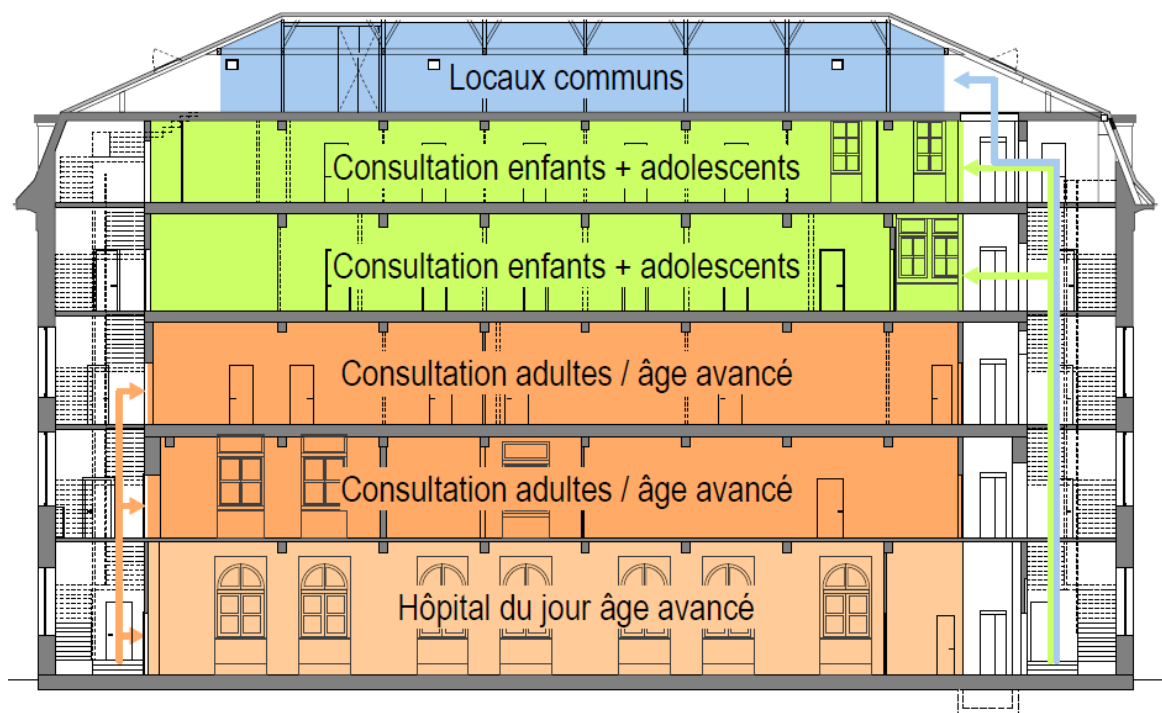 Locaux communs
Consultation enfants + adolescents
Consultation enfants + adolescents
Consultation adultes / âge avancé
Consultation adultes / âge avancé
Hôpital du jour âge avancé